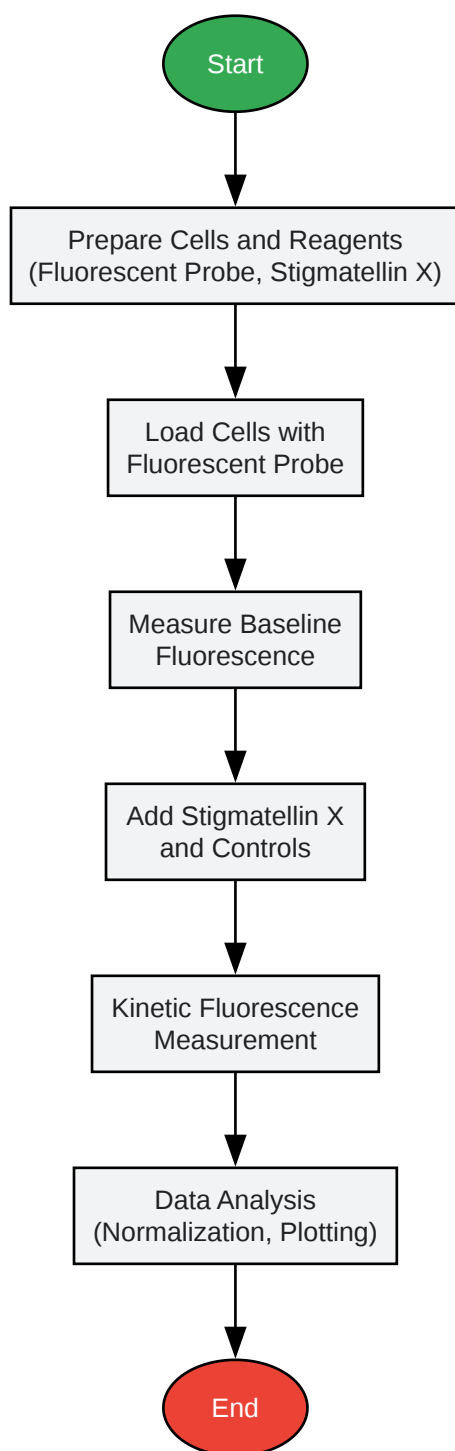 Start
Prepare Cells and Reagents
(Fluorescent Probe, Stigmatellin X)
Load Cells with
Fluorescent Probe
Measure Baseline
Fluorescence
Add Stigmatellin X
and Controls
Kinetic Fluorescence
Measurement
Data Analysis
(Normalization, Plotting)
End